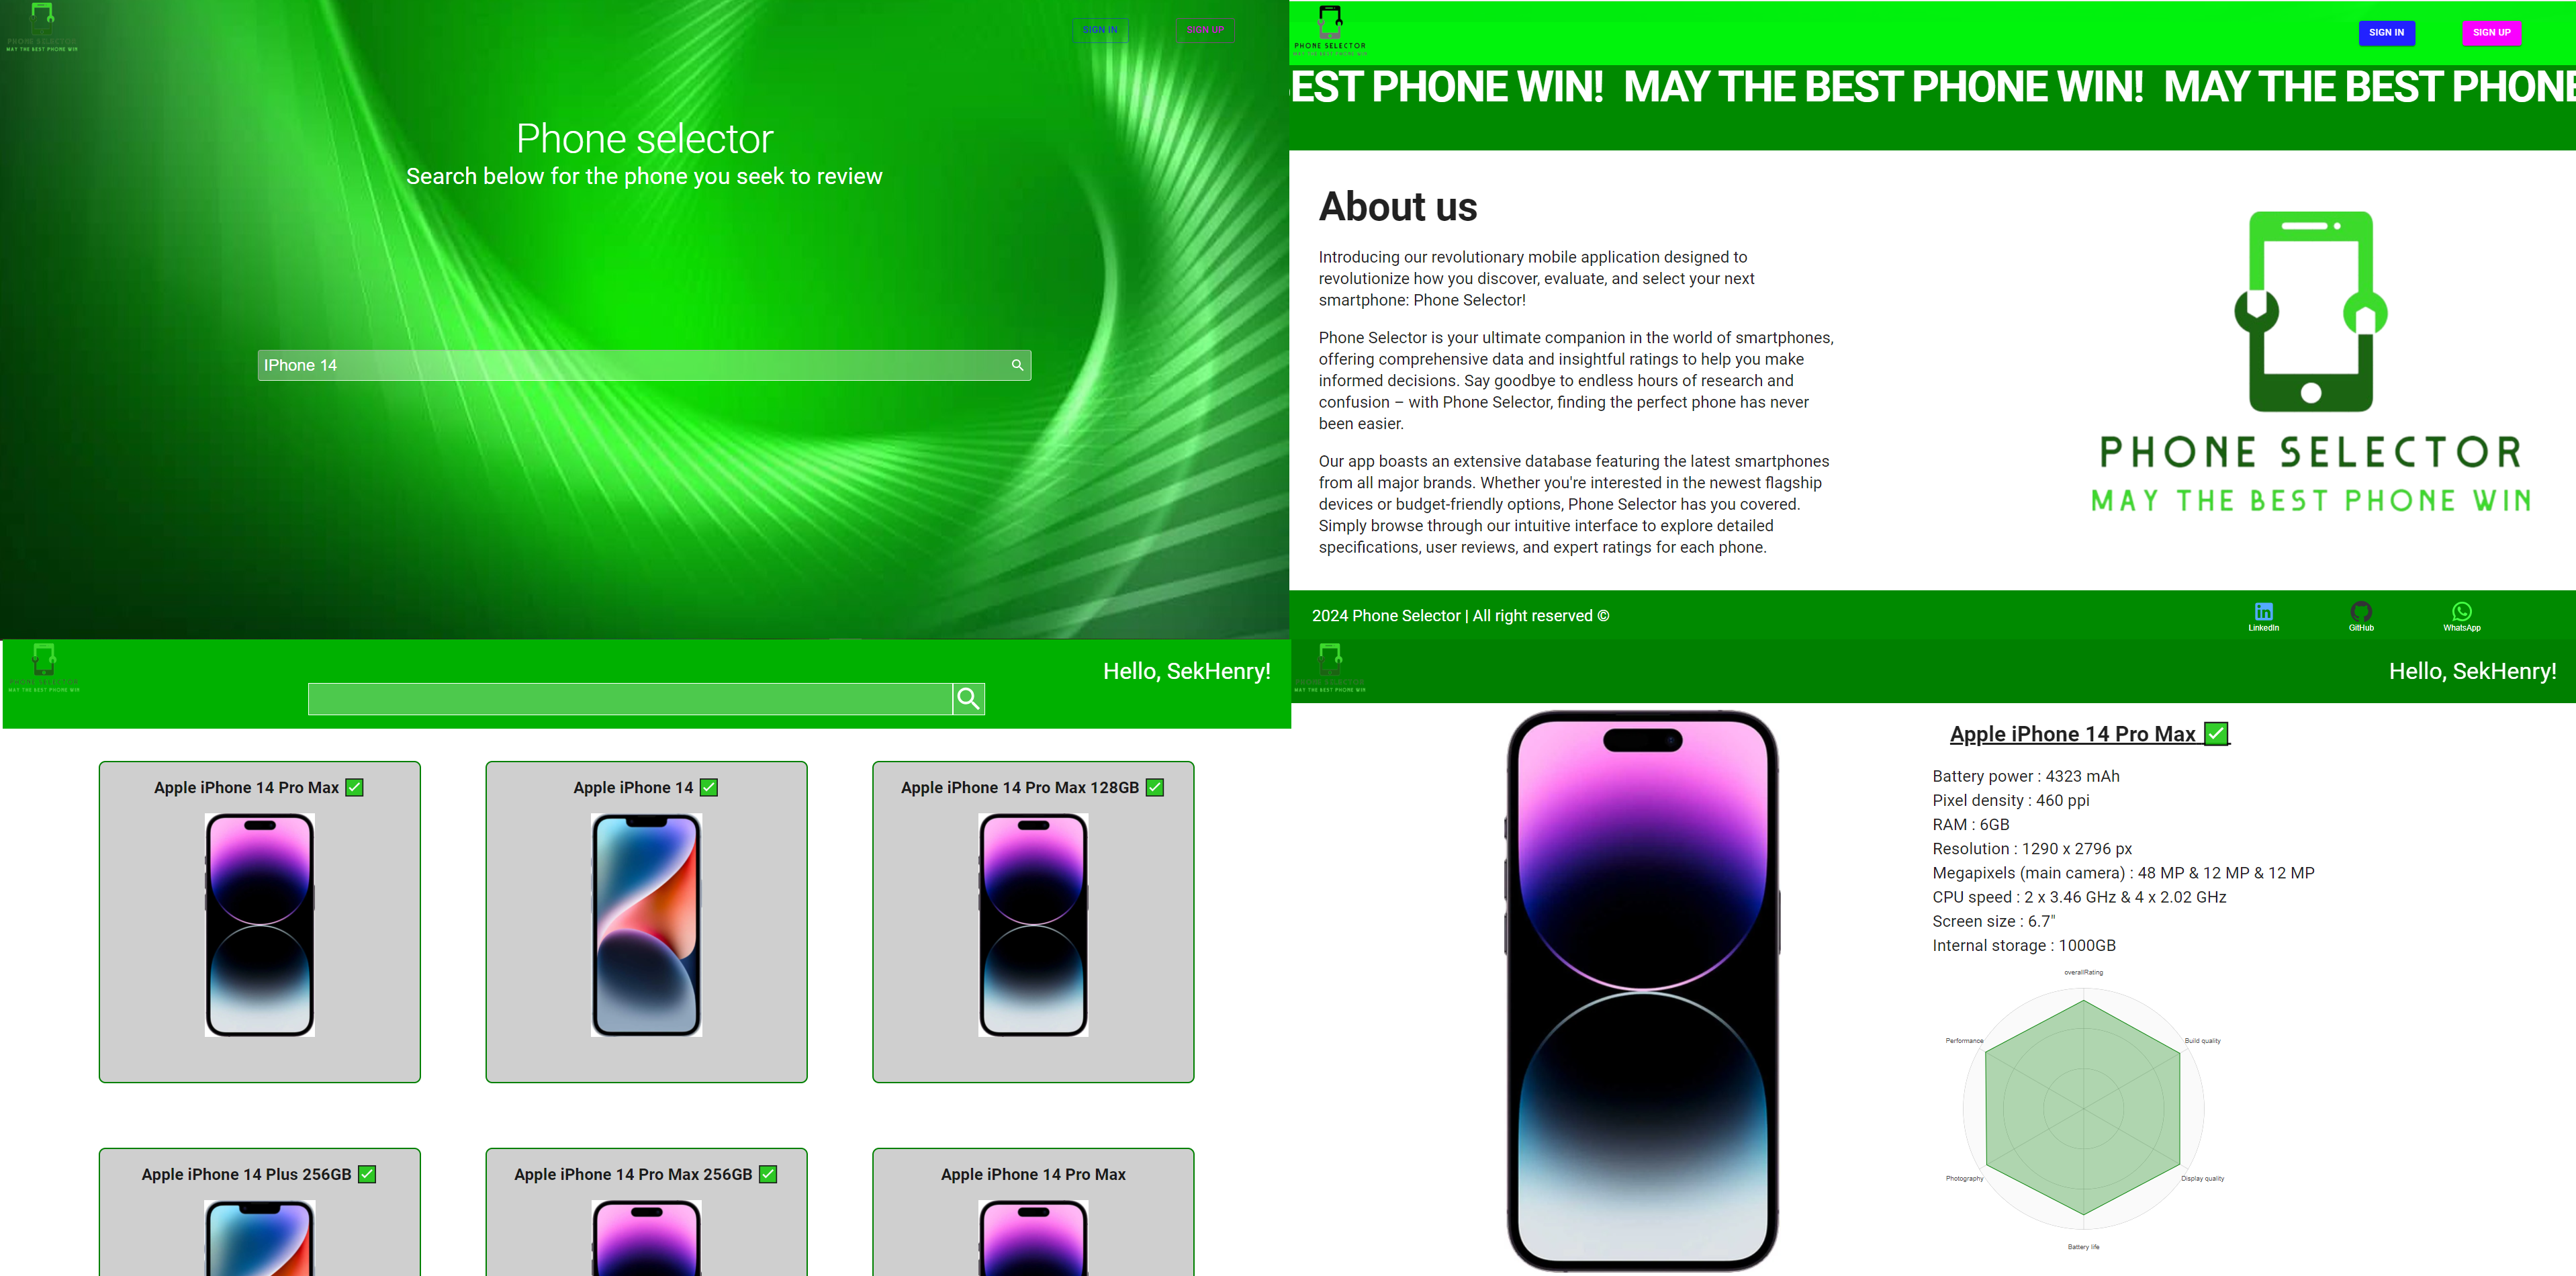 PHONE SELECTOR
MAY THE BEST PHONE WIN
SIGN IN
SIGN UP
Phone selector
Search below for the phone you seek to review
IPhone 14
PHONE SELECTOR
MAY THE BEST PHONE WIN
SIGN IN
SIGN UP
EST PHONE WIN! MAY THE BEST PHONE WIN! MAY THE BEST PHONE
About us
Introducing our revolutionary mobile application designed to
revolutionize how you discover, evaluate, and select your next
smartphone: Phone Selector!
Phone Selector is your ultimate companion in the world of smartphones,
offering comprehensive data and insightful ratings to help you make
informed decisions. Say goodbye to endless hours of research and
confusion – with Phone Selector, finding the perfect phone has never
been easier.
Our app boasts an extensive database featuring the latest smartphones
from all major brands. Whether you're interested in the newest flagship
devices or budget-friendly options, Phone Selector has you covered.
Simply browse through our intuitive interface to explore detailed
specifications, user reviews, and expert ratings for each phone.
PHONE SELECTOR
MAY THE BEST PHONE WIN
2024 Phone Selector | All right reserved ©
LinkedIn
GitHub
WhatsApp
PHONE SELECTOR
MAY THE BEST PHONE WIN
Hello, SekHenry!
Apple iPhone 14 Pro Max ✅
Apple iPhone 14 ✅
Apple iPhone 14 Pro Max 128GB ✅
Apple iPhone 14 Plus 256GB ✅
Apple iPhone 14 Pro Max 256GB ✅
Apple iPhone 14 Pro Max
PHONE SELECTOR
MAY THE BEST PHONE WIN
Hello, SekHenry!
Apple iPhone 14 Pro Max ✅
Battery power : 4323 mAh
Pixel density : 460 ppi
RAM : 6GB
Resolution : 1290 x 2796 px
Megapixels (main camera) : 48 MP & 12 MP & 12 MP
CPU speed : 2 x 3.46 GHz & 4 x 2.02 GHz
Screen size : 6.7"
Internal storage : 1000GB
overallRating
Performance
Build quality
Photography
Display quality
Battery life